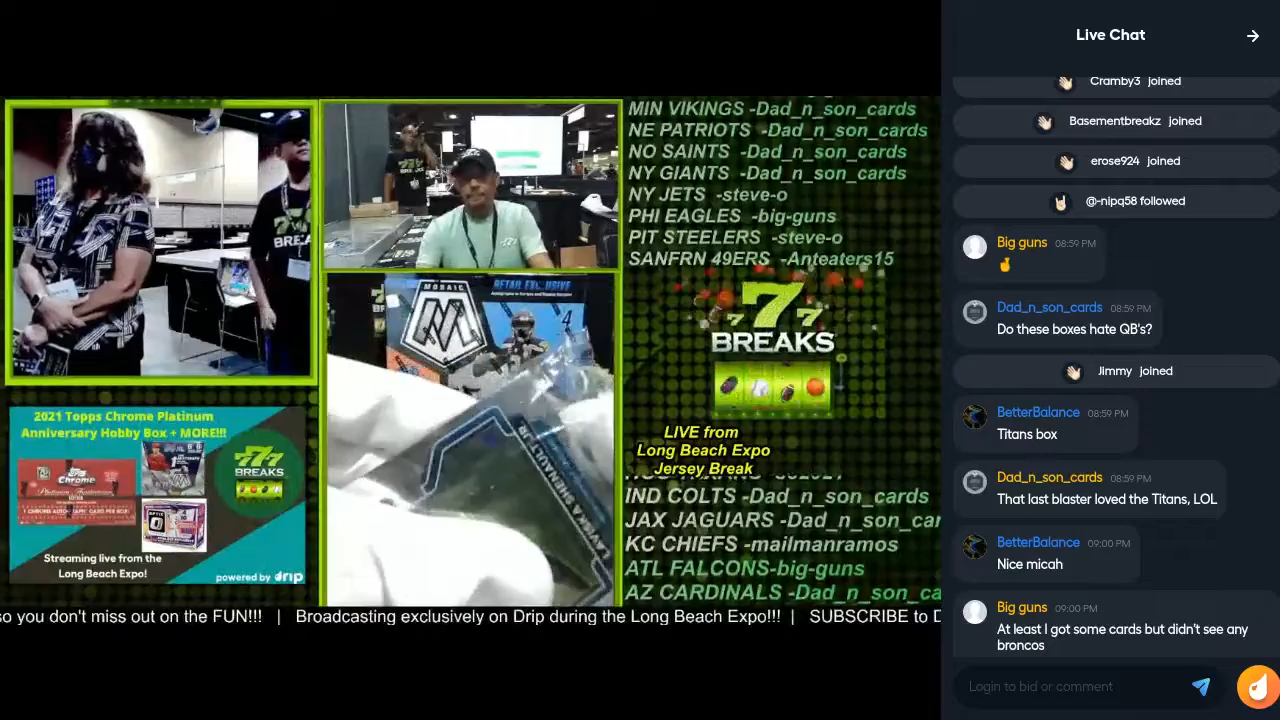 MIN VIKINGS -Dad_n_son_cards
NE PATRIOTS -Dad_n_son_cards
NO SAINTS -Dad_n_son_cards
NY GIANTS -Dad_n_son_cards
NY JETS -steve-o
PHI EAGLES -big-guns
PIT STEELERS -steve-o
SANFRN 49ERS -Anteaters15
777
BREAKS
LIVE from
Long Beach Expo
Jersey Break
IND COLTS -Dad_n_son_cards
JAX JAGUARS -Dad_n_son_car
KC CHIEFS -mailmanramos
ATL FALCONS-big-guns
AZ CARDINALS -Dad_n_son_ca
MOSAIC
RETAIL EXCLUSIVE
4
LAVISKA SHENAULT JR.
2021 Topps Chrome Platinum
Anniversary Hobby Box + MORE!!!
777
BREAKS
Streaming live from the
Long Beach Expo!
powered by drip
so you don't miss out on the FUN!!! | Broadcasting exclusively on Drip during the Long Beach Expo!!! | SUBSCRIBE to D
Live Chat
Cramby3 joined
Basementbreakz joined
erose924 joined
@-nipq58 followed
Big guns 08:59 PM
Dad_n_son_cards 08:59 PM
Do these boxes hate QB's?
Jimmy joined
BetterBalance 08:59 PM
Titans box
Dad_n_son_cards 08:59 PM
That last blaster loved the Titans, LOL
BetterBalance 09:00 PM
Nice micah
Big guns 09:00 PM
At least I got some cards but didn't see any
broncos
Login to bid or comment